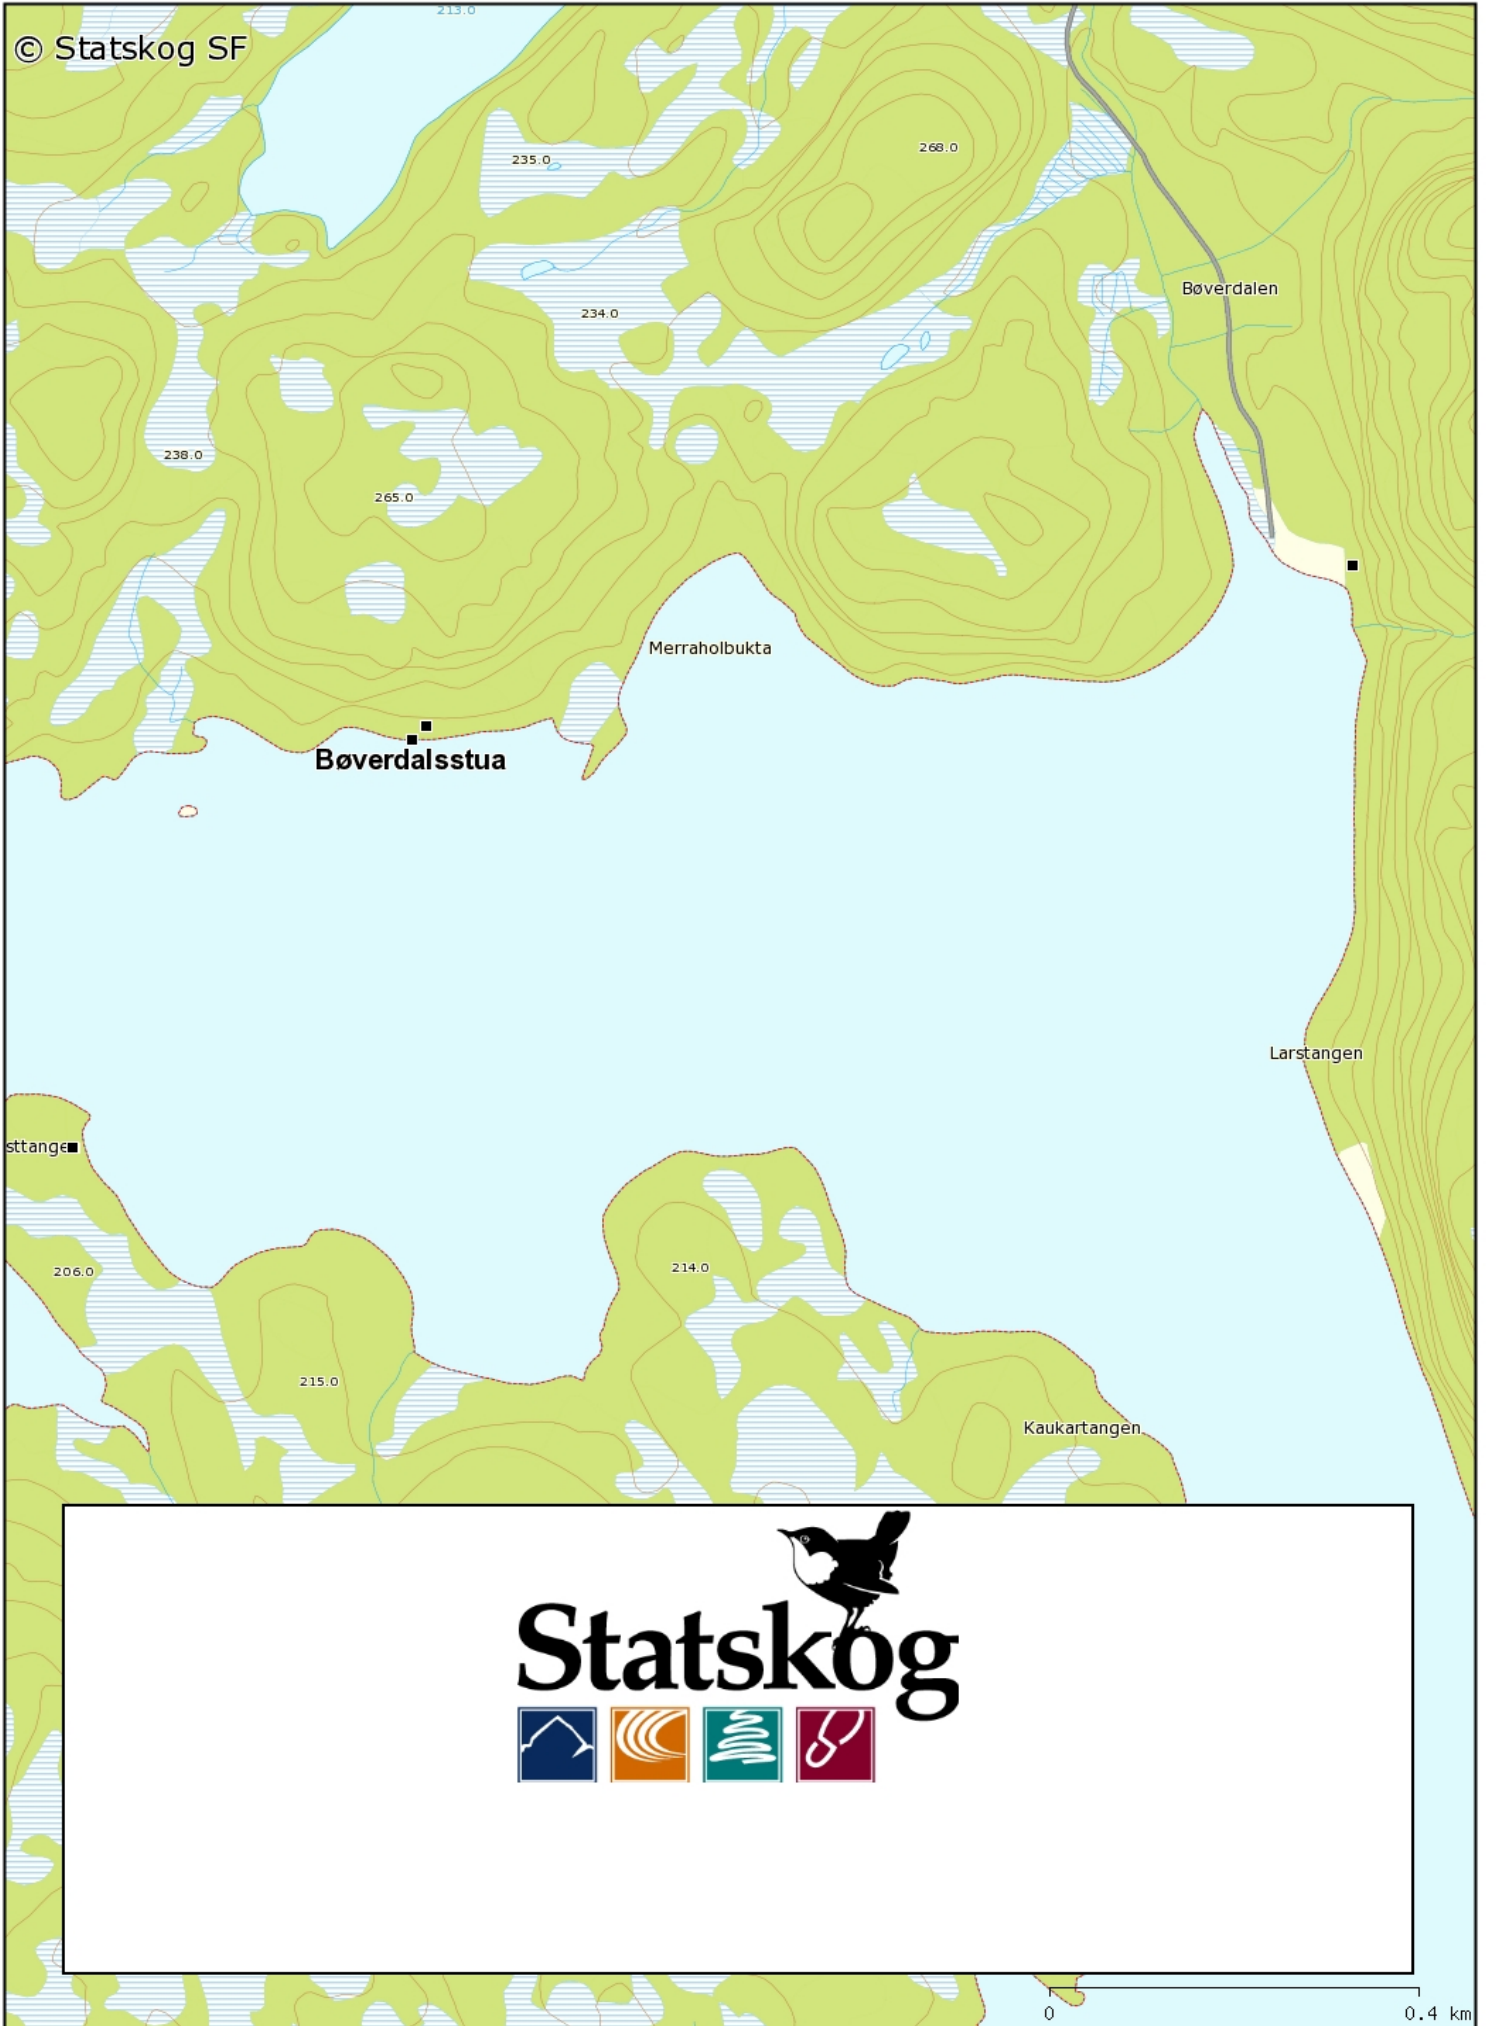 213.0
© Statskog SF
268.0
235.0
Bøverdalen
234.0
238.0
265.0
Merraholbukta
Bøverdalsstua
Larstangen
sttange
206.0
214.0
215.0
Kaukartangen
Statskog
0 0.4 km